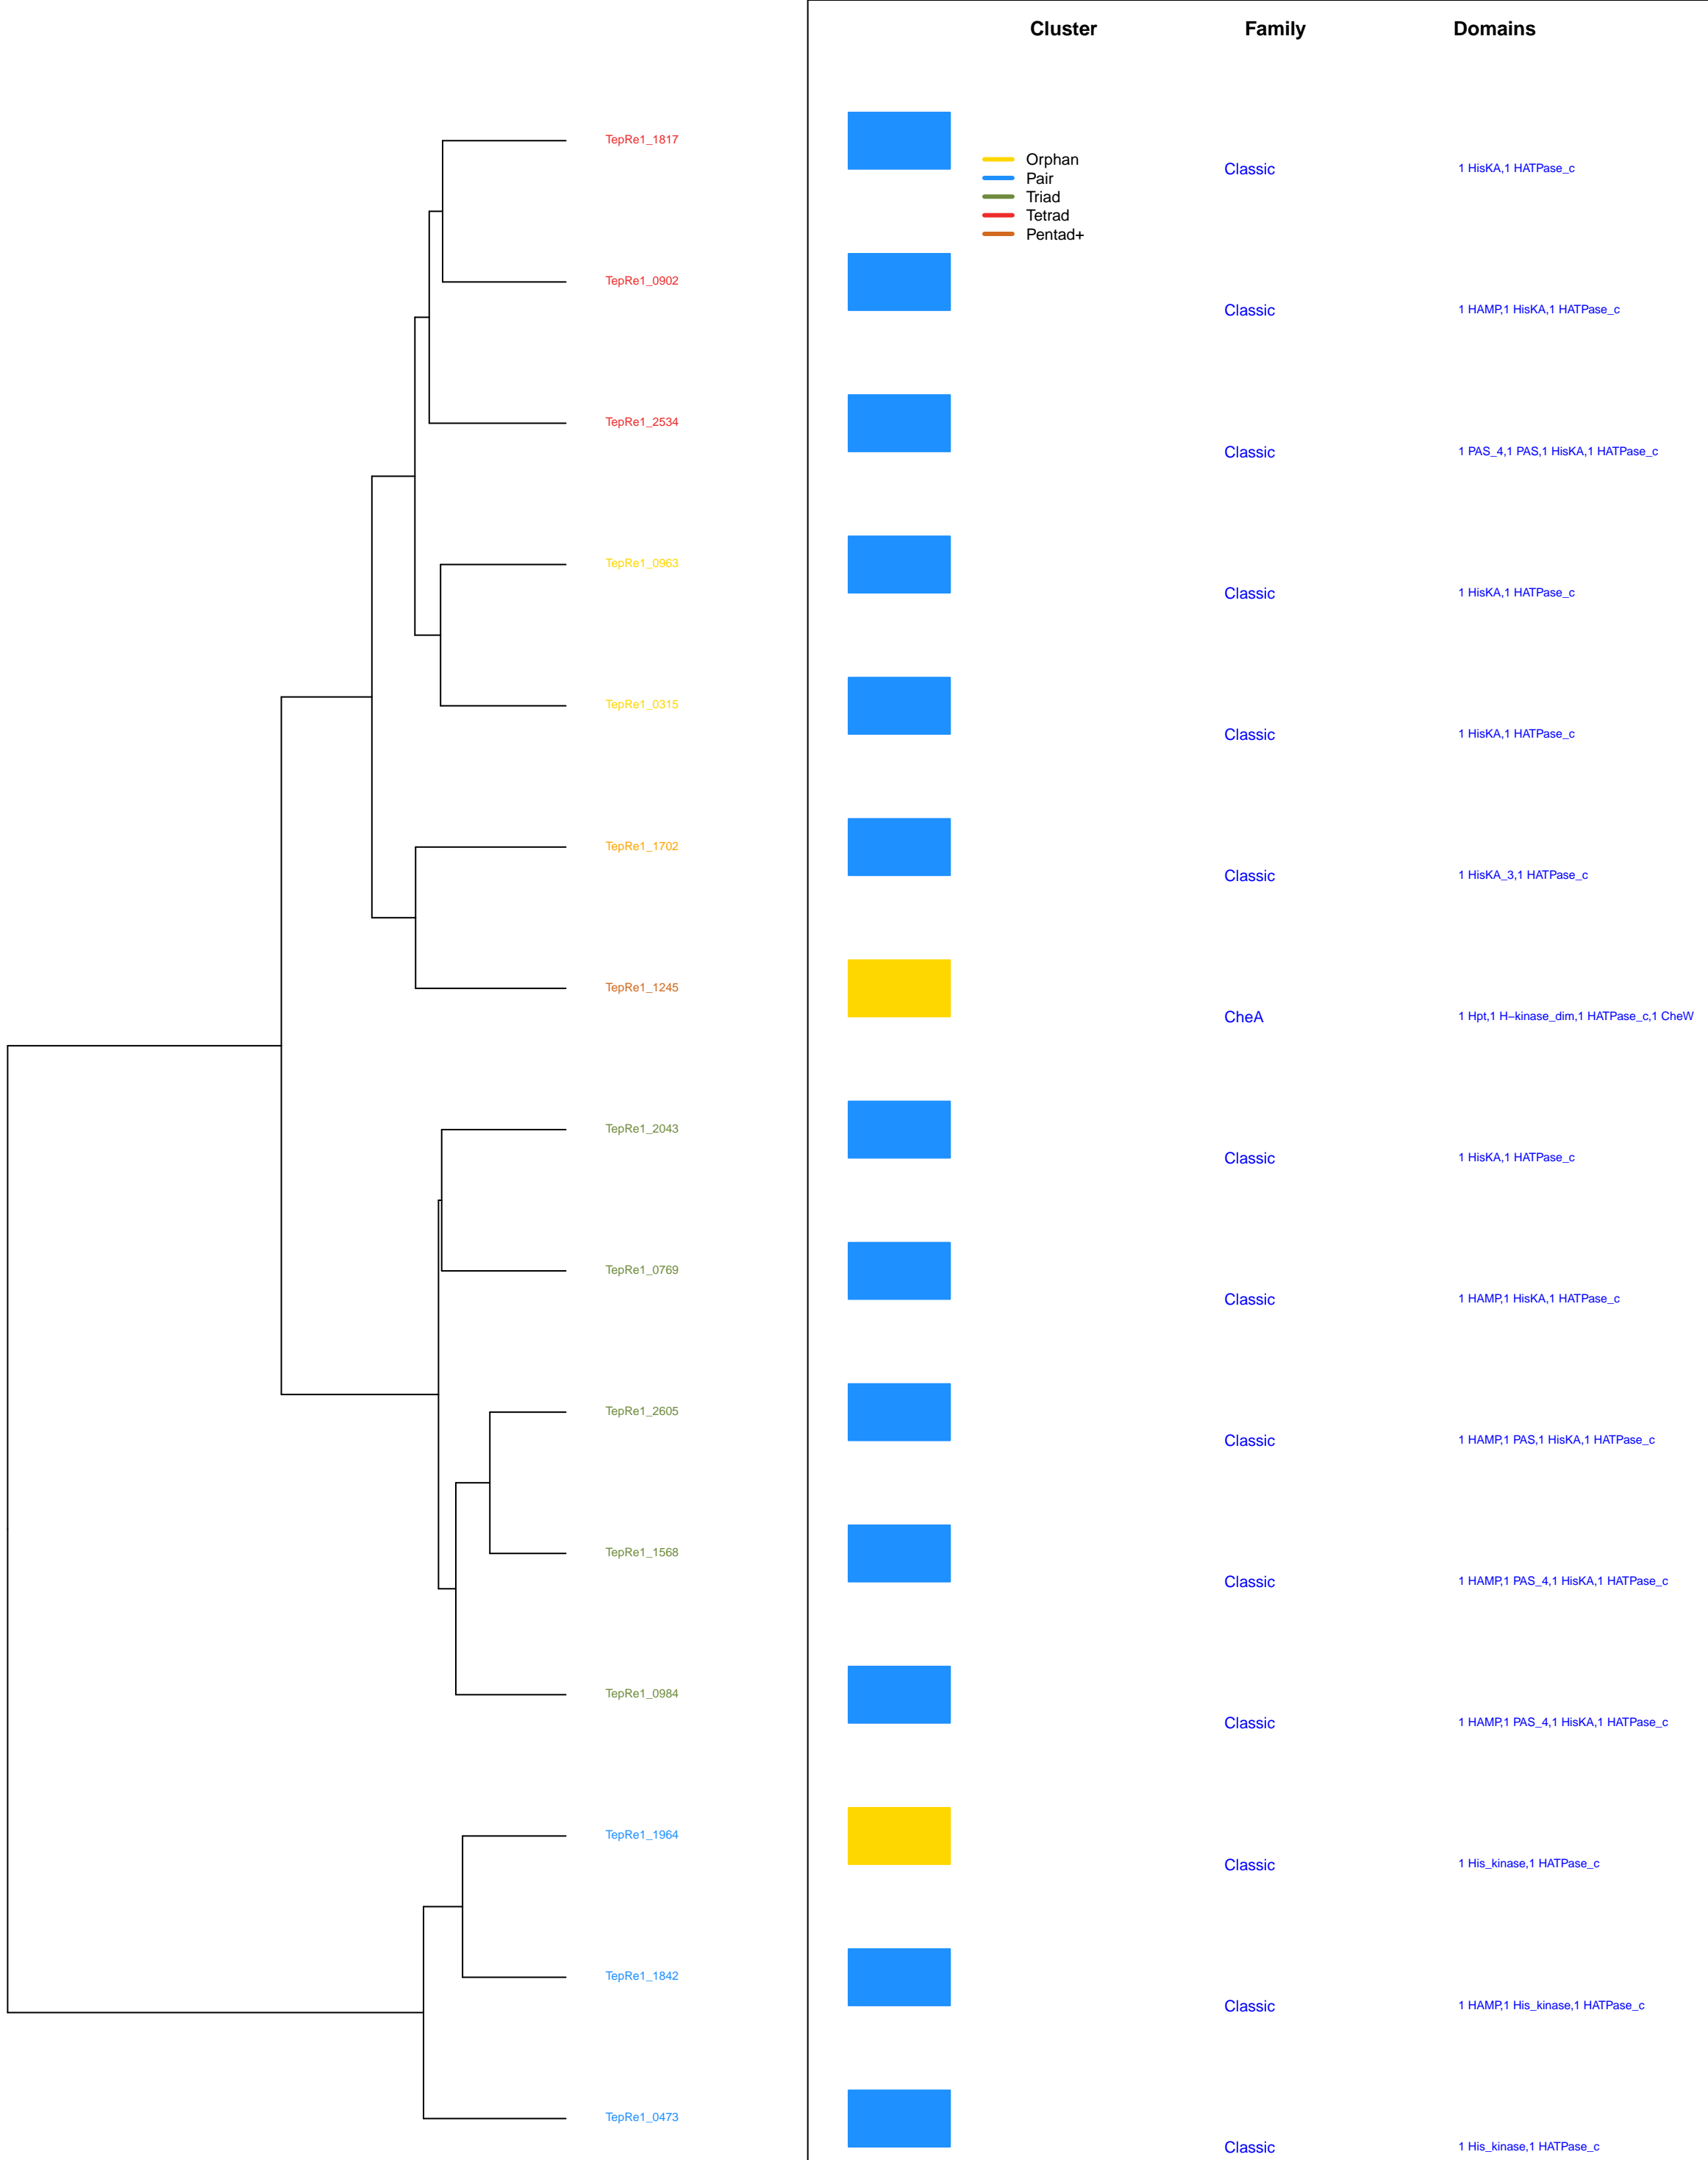 Cluster Family Domains
TepRe1_1817
Orphan
Pair
Triad
Tetrad
Pentad+
Classic 1 HisKA,1 HATPase_c
TepRe1_0902
Classic 1 HAMP,1 HisKA,1 HATPase_c
TepRe1_2534
Classic 1 PAS_4,1 PAS,1 HisKA,1 HATPase_c
TepRe1_0963
Classic 1 HisKA,1 HATPase_c
TepRe1_0315
Classic 1 HisKA,1 HATPase_c
TepRe1_1702
Classic 1 HisKA_3,1 HATPase_c
TepRe1_1245
CheA 1 Hpt,1 H−kinase_dim,1 HATPase_c,1 CheW
TepRe1_2043
Classic 1 HisKA,1 HATPase_c
TepRe1_0769
Classic 1 HAMP,1 HisKA,1 HATPase_c
TepRe1_2605
Classic 1 HAMP,1 PAS,1 HisKA,1 HATPase_c
TepRe1_1568
Classic 1 HAMP,1 PAS_4,1 HisKA,1 HATPase_c
TepRe1_0984
Classic 1 HAMP,1 PAS_4,1 HisKA,1 HATPase_c
TepRe1_1964
Classic 1 His_kinase,1 HATPase_c
TepRe1_1842
Classic 1 HAMP,1 His_kinase,1 HATPase_c
TepRe1_0473
Classic 1 His_kinase,1 HATPase_c